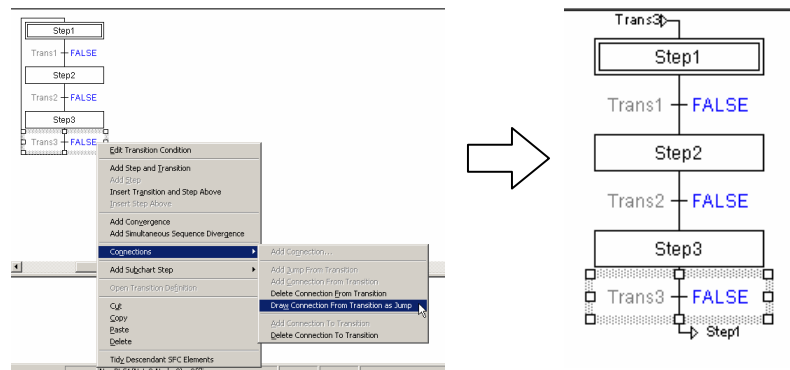 Step1
Trans1 FALSE
Step2
Trans2 FALSE
Step3
Trans3 FALSE
Edit Transition Condition
Add Step and Transition
Add Step
Insert Transition and Step Above
Insert Step Above
Add Convergence
Add Simultaneous Sequence Divergence
Connections
Add Subchart Step
Open Transition Definition
Cut
Copy
Paste
Delete
Tidy Descendant SFC Elements
Add Connection...
Add Jump From Transition
Add Connection From Transition
Delete Connection From Transition
Draw Connection From Transition as Jump
Add Connection To Transition
Delete Connection To Transition
Trans3
Step1
Trans1 FALSE
Step2
Trans2 FALSE
Step3
Trans3 FALSE
Step1